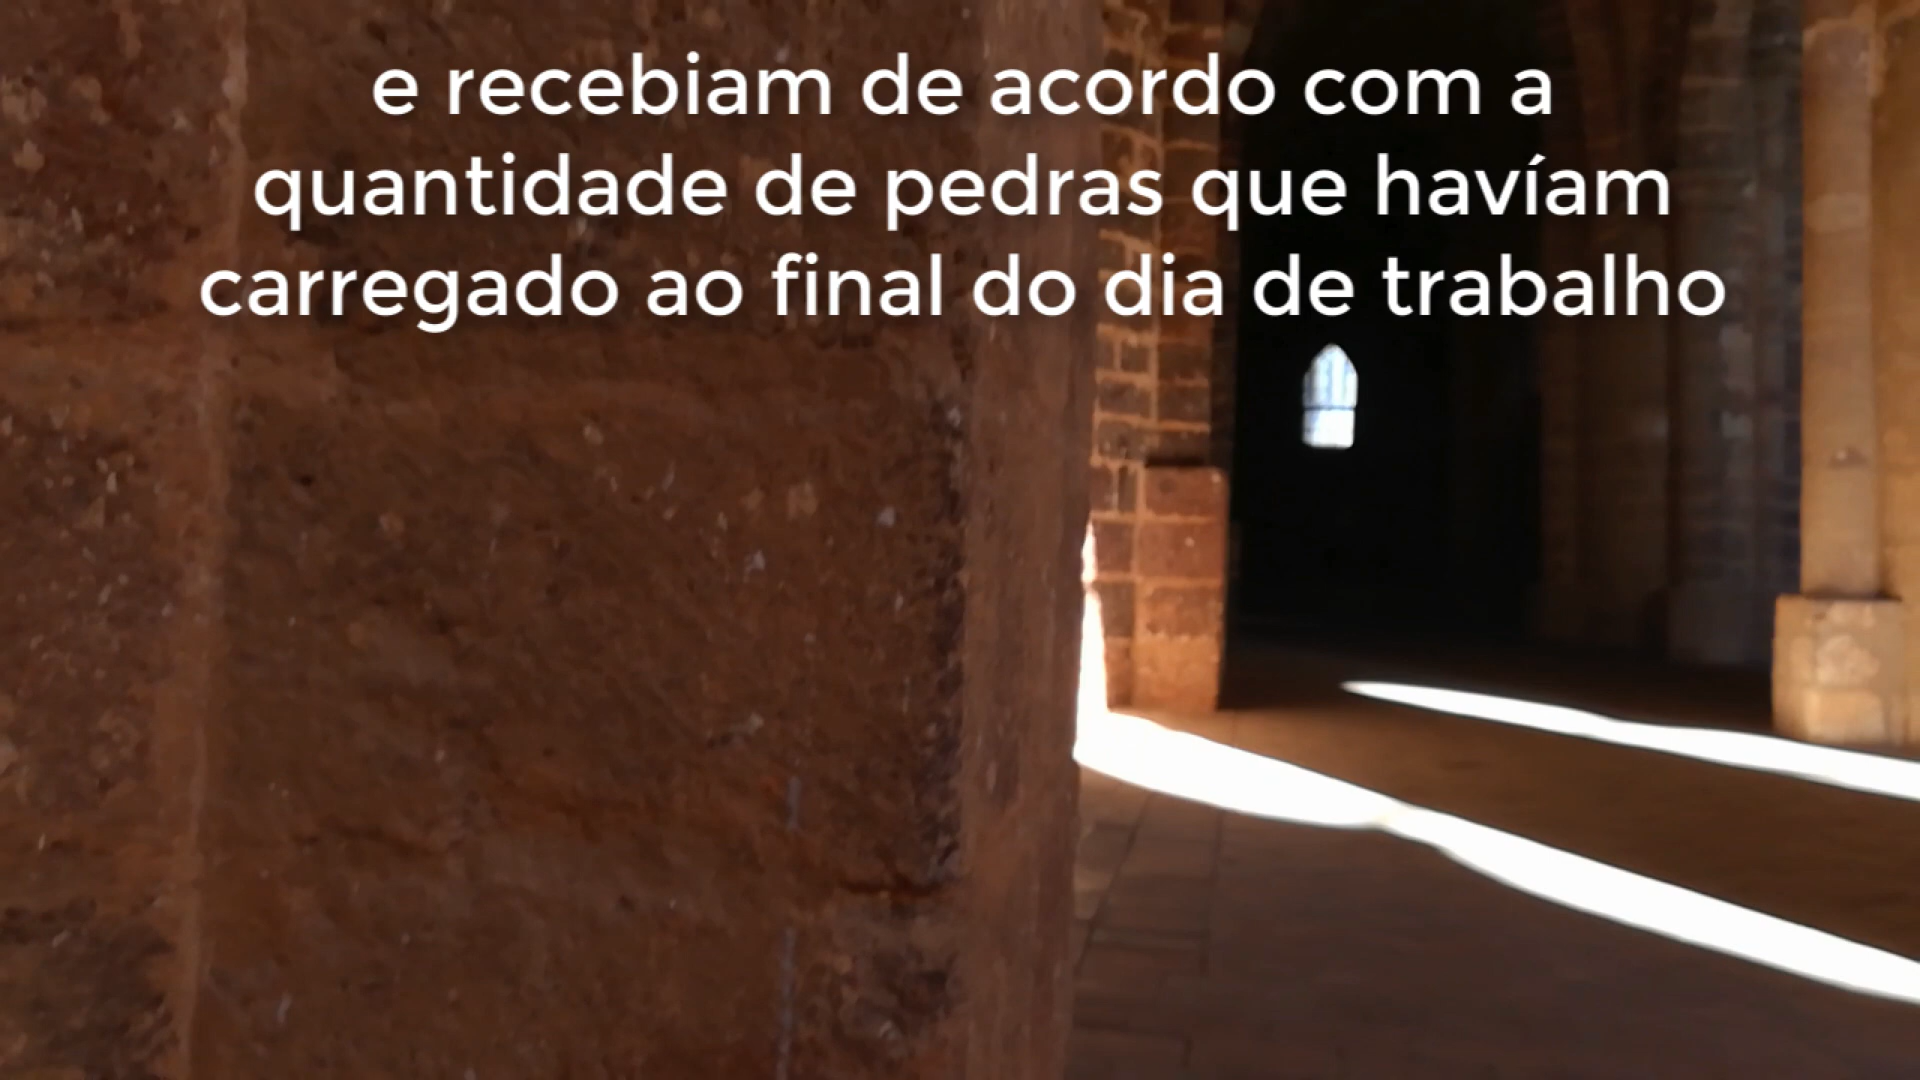 e recebiam de acordo com a
quantidade de pedras que havíam
carregado ao final do dia de trabalho